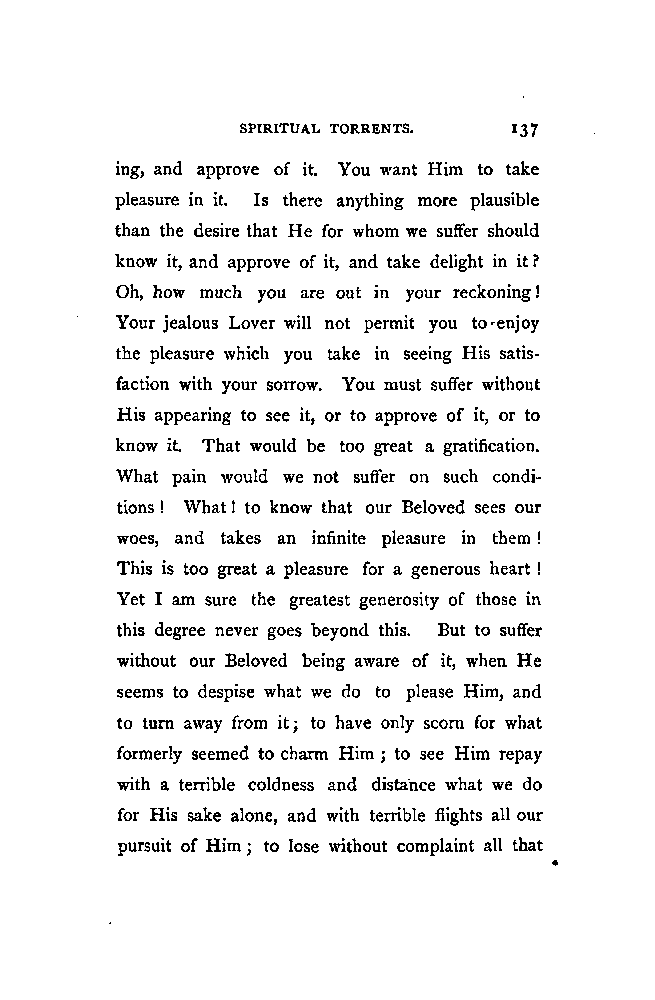 SPIRITUAL TORRENTS. 137
ing, and approve of it. You want Him to take
pleasure in it. Is there anything more plausible
than the desire that He for whom we suffer should
know it, and approve of it, and take delight in it?
Oh, how much you are out in your reckoning!
Your jealous Lover will not permit you to enjoy
the pleasure which you take in seeing His satis-
faction with your sorrow. You must suffer without
His appearing to see it, or to approve of it, or to
know it. That would be too great a gratification.
What pain would we not suffer on such condi-
tions! What! to know that our Beloved sees our
woes, and takes an infinite pleasure in them!
This is too great a pleasure for a generous heart!
Yet I am sure the greatest generosity of those in
this degree never goes beyond this. But to suffer
without our Beloved being aware of it, when He
seems to despise what we do to please Him, and
to turn away from it; to have only scorn for what
formerly seemed to charm Him; to see Him repay
with a terrible coldness and distance what we do
for His sake alone, and with terrible flights all our
pursuit of Him; to lose without complaint all that